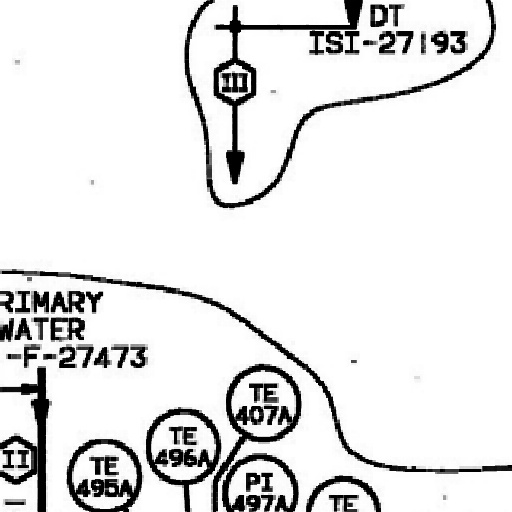 DT
ISI-27193
III
RIMARY
WATER
-F-27473
TE
407A
TE
496A
II
TE
495A
PI
497A
TE